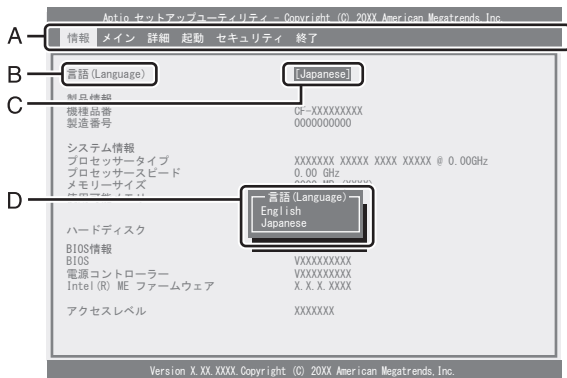 Aptio セットアップユーティリティ - Copyright (C) 20XX American Megatrends, Inc.
A
情報 メイン 詳細 起動 セキュリティ 終了
B 言語(Language) [Japanese]
C
製品情報
機種品番 CF-XXXXXXXXX
製造番号 0000000000
システム情報
プロセッサータイプ XXXXXXX XXXXX XXXX XXXXX @ 0.00GHz
プロセッサースピード 0.00 GHz
メモリーサイズ
D
言語(Language)
English
Japanese
ハードディスク
BIOS情報
BIOS VXXXXXXXXX
電源コントローラー VXXXXXXXXX
Intel(R) ME ファームウェア X.X.X.XXXX
アクセスレベル XXXXXXX
Version X.XX.XXXX.Copyright (C) 20XX American Megatrends,Inc.